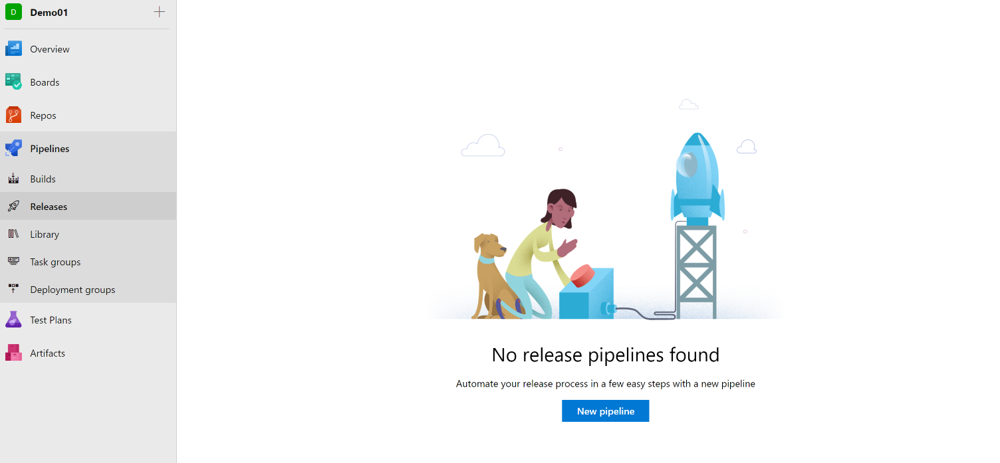 D Demo01
Overview
Boards
Repos
Pipelines
Builds
Releases
Library
Task groups
Deployment groups
Test Plans
Artifacts
No release pipelines found
Automate your release process in a few easy steps with a new pipeline
New pipeline